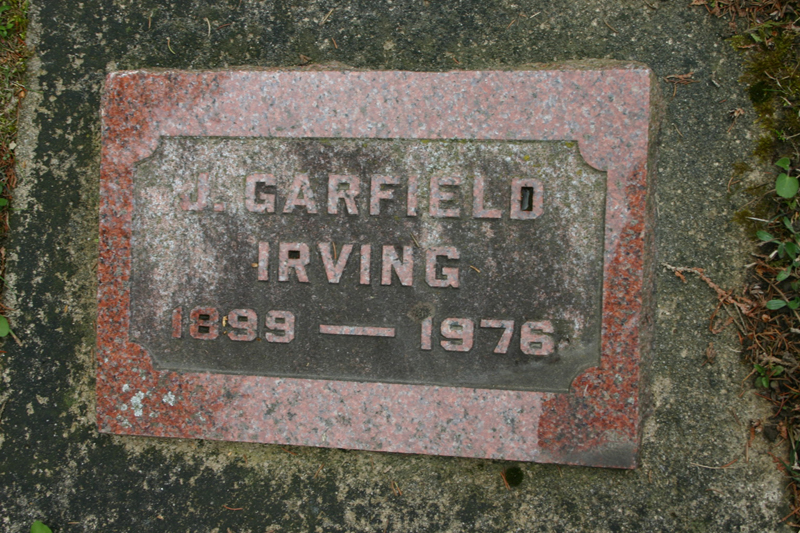 J. GARFIELD
IRVING
1899 — 1976